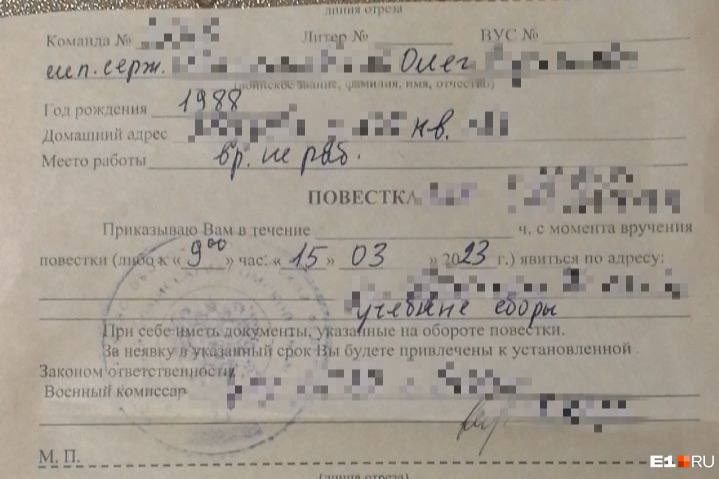 линия отреза
Команда № Литер № ВУС №
мл. серж. Олег
(воинское звание, фамилия, имя, отчество)
Год рождения 1988
Домашний адрес кв.
Место работы вр. не раб.
ПОВЕСТКА
Приказываю Вам в течение ч. с момента вручения
повестки (либо к « 9 00 » час: « 15 » 03 » 2023 г.) явиться по адресу:
учебные сборы
При себе иметь документы, указанные на обороте повестки.
За неявку в указанный срок Вы будете привлечены к установленной
Законом ответственности
Военный комиссар
М. П.
(линия отреза)
E1 RU